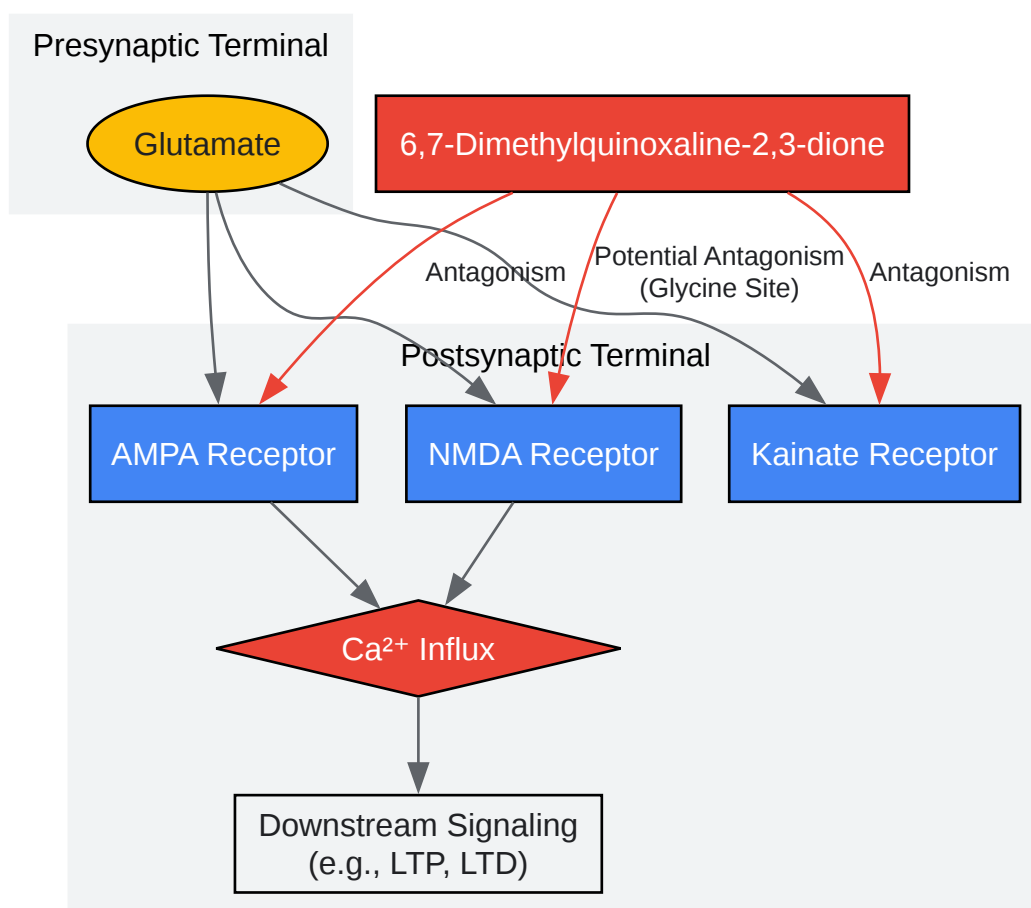 Presynaptic Terminal
Glutamate
6,7-Dimethylquinoxaline-2,3-dione
Antagonism
Potential Antagonism
(Glycine Site)
Antagonism
Postsynaptic Terminal
AMPA Receptor
NMDA Receptor
Kainate Receptor
Ca²⁺ Influx
Downstream Signaling
(e.g., LTP, LTD)